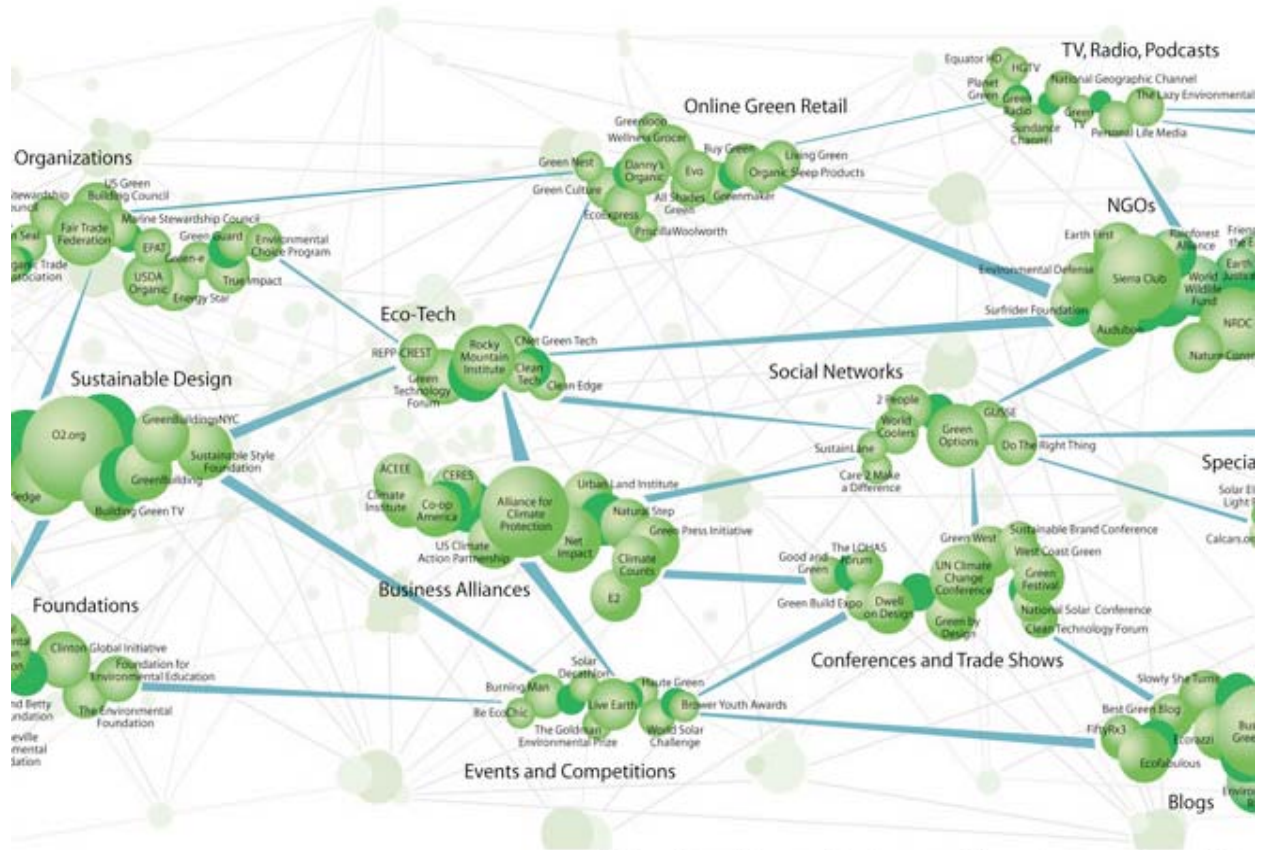 TV, Radio, Podcasts
Equator HD
HGTV
Planet
Green
Green
Radio
Sundance
Channel
National Geographic Channel
Green
TV
The Lazy Environmental
Personal Life Media
Online Green Retail
Greenloop
Wellness Grocer
Green Nest
Danny's
Organic
Green Culture
EcoExpress
PriscillaWoolworth
Evo
All Shades
Green
Buy Green
Greenmaker
Living Green
Organic Sleep Products
Organizations
US Green
Building Council
Stewardship
Fair Trade
Federation
Marine Stewardship Council
Seal
EPAT
Green-e
Green Guard
Environmental
Choice Program
USDA
Organic
Energy Star
True Impact
Trade
NGOs
Earth First
Rainforest
Alliance
the E
Environmental Defense
Sierra Club
World
Wildlife
Fund
Earth
Surfrider Foundation
Audubon
NRDC
Nature
Eco-Tech
REPP-CREST
Rocky
Mountain
Institute
CNet Green Tech
Clean
Tech
Clean Edge
Green
Technology
Forum
Sustainable Design
O2.org
GreenBuildingsNYC
Sustainable Style
Foundation
GreenBuilding
Building Green TV
Social Networks
2 People
World
Coolers
Green
Options
GUSSE
Do The Right Thing
SustainLane
Care 2 Make
a Difference
Specia
Solar
Light
ACEEE
CERES
Climate
Institute
Co-op
America
Alliance for
Climate
Protection
Urban Land Institute
Natural Step
Green Press Initiative
US Climate
Action Partnership
Net
Impact
Climate
Counts
E2
Business Alliances
Good and
Green
The LOHAS
Forum
Green Build Expo
Dwell
on Design
Green West
UN Climate
Change
Conference
Green by
Design
Sustainable Brand Conference
West Coast Green
Green
Festival
National Solar Conference
Clean Technology Forum
Conferences and Trade Shows
Foundations
Clinton Global Initiative
Foundation for
Environmental Education
The Environmental
Foundation
nd Betty
Solar
Decathlon
Burning Man
Be EcoChic
Live Earth
Haute Green
Brower Youth Awards
The Goldman
Environmental Prize
World Solar
Challenge
Events and Competitions
Slowly She Turns
Best Green Blog
FiftyRx3
Ecorazzi
Ecofabulous
Blogs